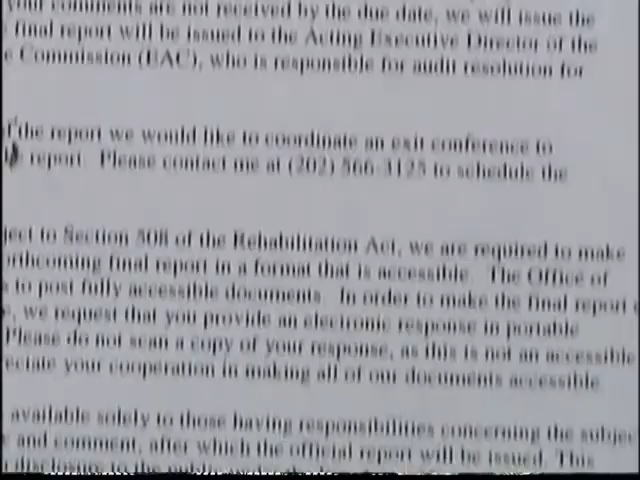 your comments are not received by the due date, we will issue the
final report will be issued to the Acting Executive Director of the
e Commission (EAC), who is responsible for audit resolution for
f the report we would like to coordinate an exit conference to
report. Please contact me at (202) 566-3125 to schedule the
ject to Section 508 of the Rehabilitation Act, we are required to make
orthcoming final report in a format that is accessible. The Office of
s to post fully accessible documents. In order to make the final report
e, we request that you provide an electronic response in portable
Please do not scan a copy of your response, as this is not an accessible
eciate your cooperation in making all of our documents accessible
available solely to those having responsibilities concerning the subjec
and comment, after which the official report will be issued. This
disclosure to the